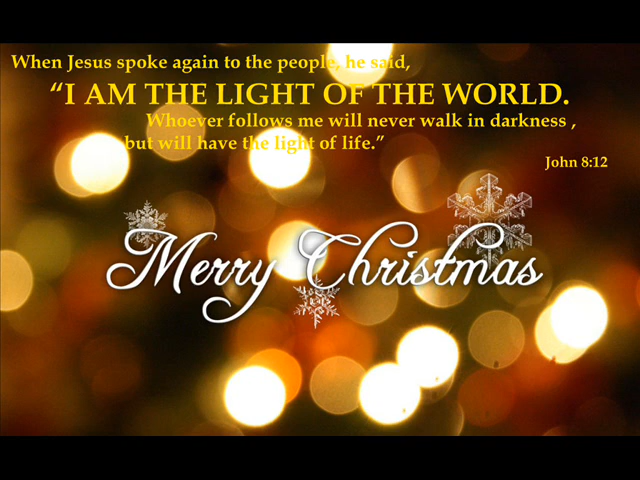 When Jesus spoke again to the people, he said,
“I AM THE LIGHT OF THE WORLD.
Whoever follows me will never walk in darkness ,
but will have the light of life.”
John 8:12
Merry Christmas